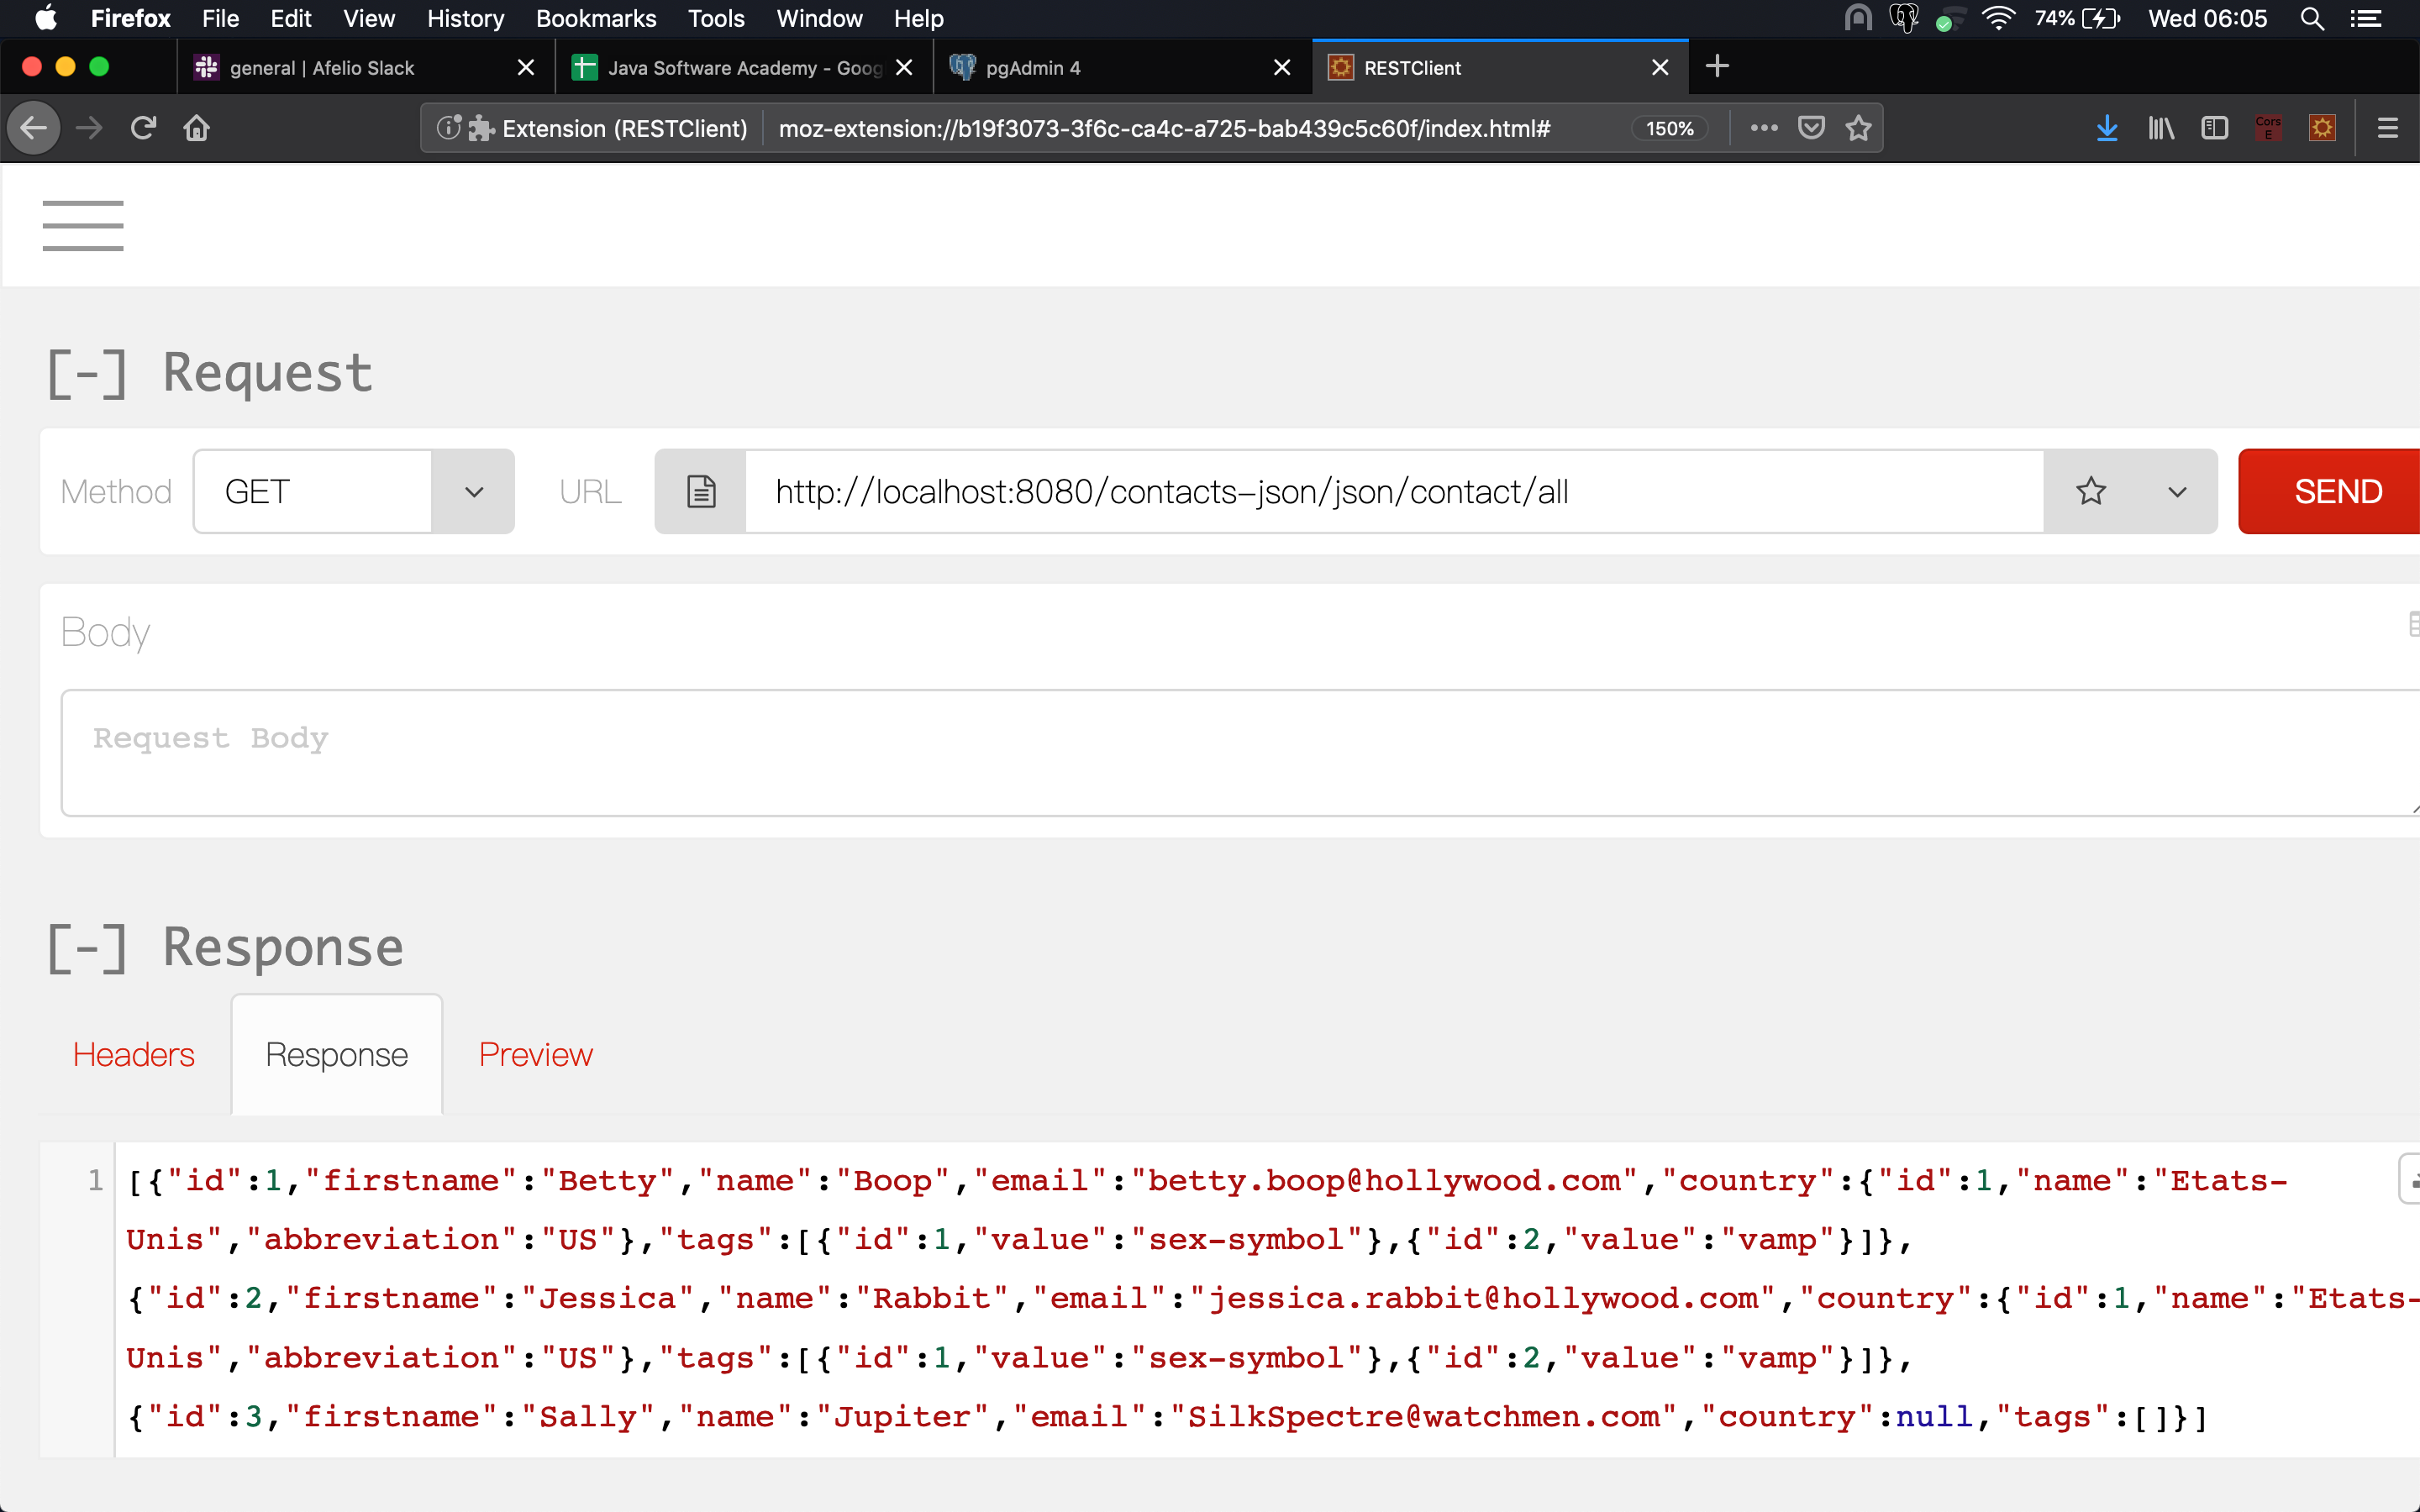 Firefox File Edit View History Bookmarks Tools Window Help 74% Wed 06:05
general | Afelio Slack Java Software Academy - Goog pgAdmin 4 RESTClient
Extension (RESTClient) moz-extension://b19f3073-3f6c-ca4c-a725-bab439c5c60f/index.html# 150% Cors E
[-] Request
Method GET URL http://localhost:8080/contacts-json/json/contact/all SEND
Body
Request Body
[-] Response
Headers Response Preview
1 [{"id":1,"firstname":"Betty","name":"Boop","email":"betty.boop@hollywood.com","country":{"id":1,"name":"Etats-
Unis","abbreviation":"US"},"tags":[{"id":1,"value":"sex-symbol"},{"id":2,"value":"vamp"}]},
{"id":2,"firstname":"Jessica","name":"Rabbit","email":"jessica.rabbit@hollywood.com","country":{"id":1,"name":"Etats-
Unis","abbreviation":"US"},"tags":[{"id":1,"value":"sex-symbol"},{"id":2,"value":"vamp"}]},
{"id":3,"firstname":"Sally","name":"Jupiter","email":"SilkSpectre@watchmen.com","country":null,"tags":[]}]